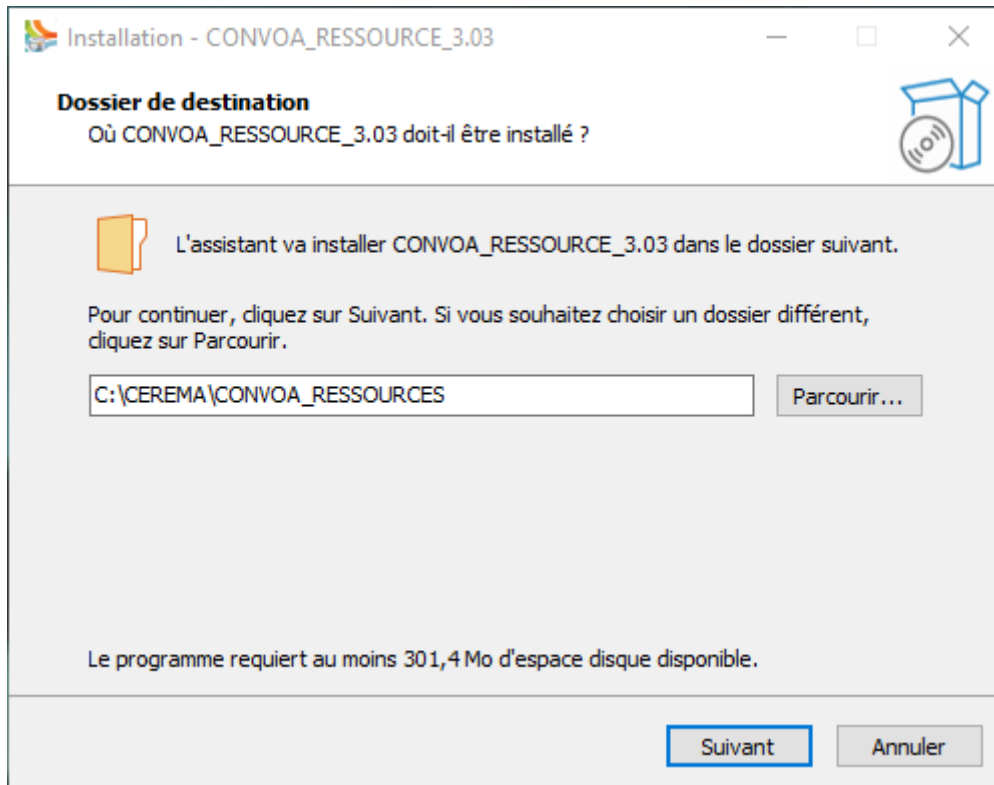 Installation - CONVOA_RESSOURCE_3.03
Dossier de destination
Où CONVOA_RESSOURCE_3.03 doit-il être installé ?
L'assistant va installer CONVOA_RESSOURCE_3.03 dans le dossier suivant.
Pour continuer, cliquez sur Suivant. Si vous souhaitez choisir un dossier différent,
cliquez sur Parcourir.
C:\CEREMA\CONVOA_RESSOURCES
Parcourir...
Le programme requiert au moins 301,4 Mo d'espace disque disponible.
Suivant
Annuler